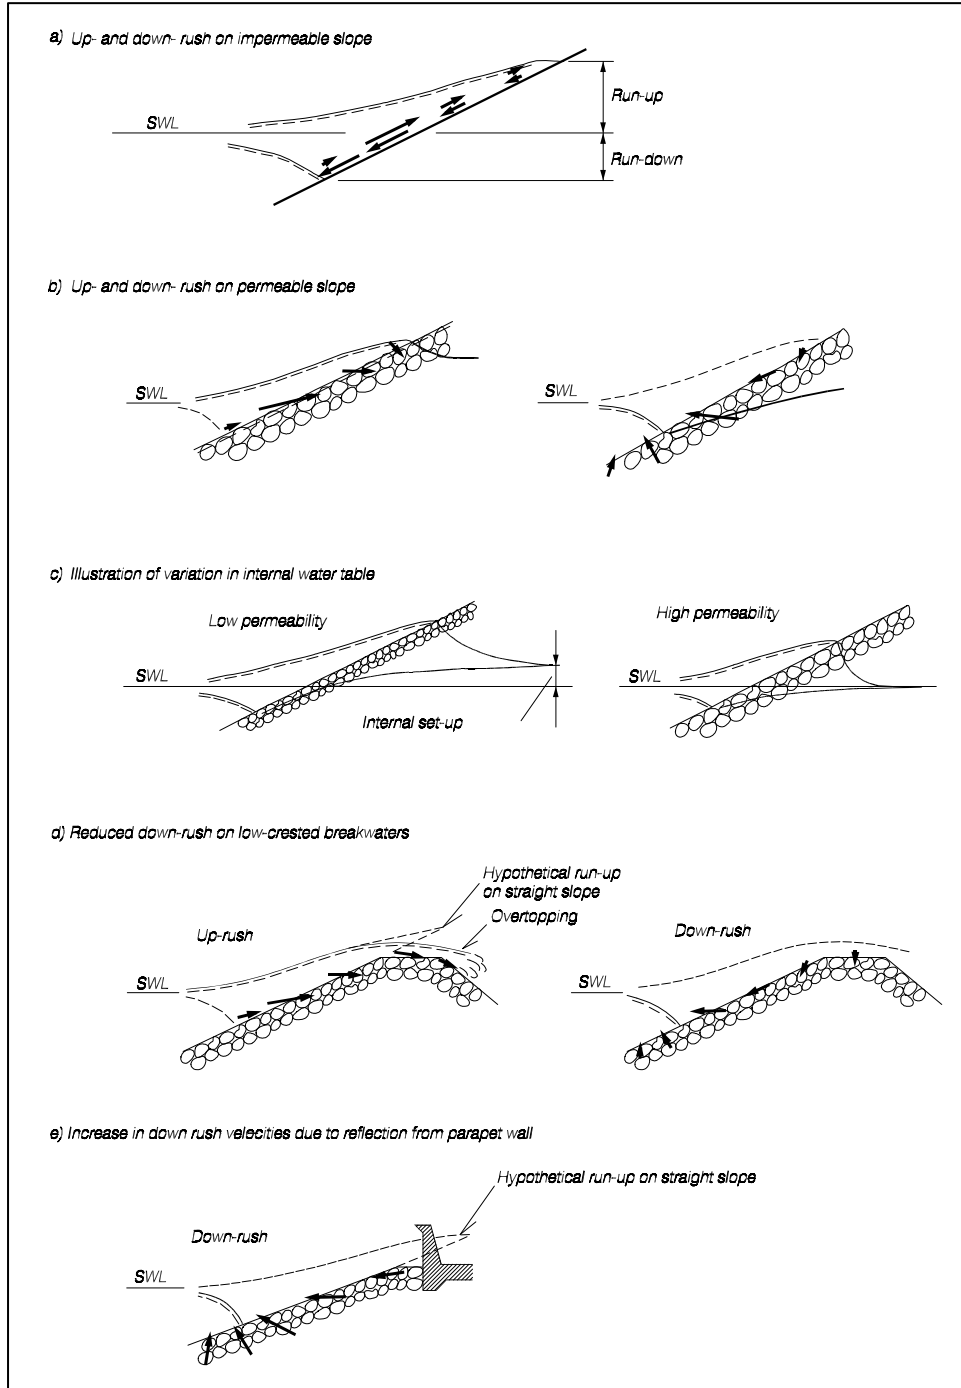 a) Up- and down- rush on impermeable slope
Run-up
SWL
Run-down
b) Up- and down- rush on permeable slope
SWL
SWL
c) Illustration of variation in internal water table
Low permeability
High permeability
SWL
SWL
Internal set-up
d) Reduced down-rush on low-crested breakwaters
Hypothetical run-up
on straight slope
Overtopping
Up-rush
Down-rush
SWL
SWL
e) Increase in down rush velocities due to reflection from parapet wall
Hypothetical run-up on straight slope
Down-rush
SWL